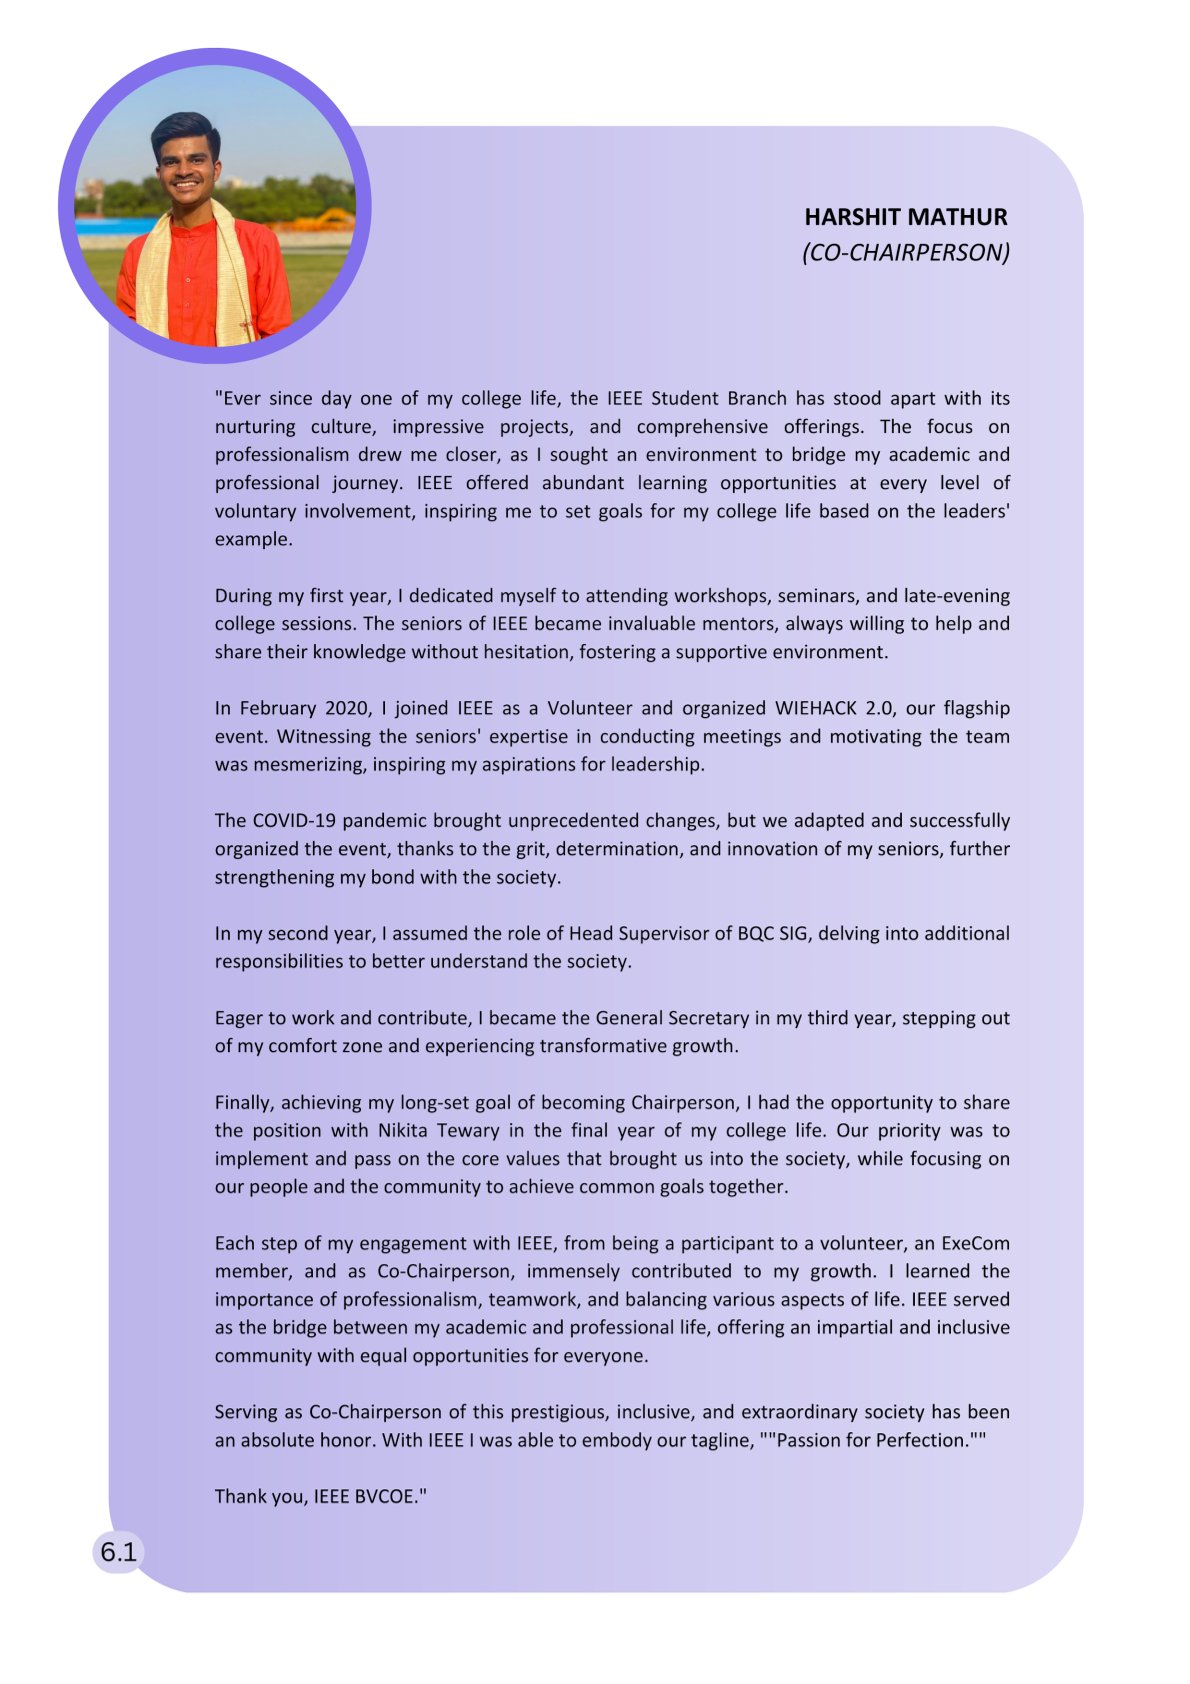 HARSHIT MATHUR
(CO-CHAIRPERSON)
"Ever since day one of my college life, the IEEE Student Branch has stood apart with its
nurturing culture, impressive projects, and comprehensive offerings. The focus on
professionalism drew me closer, as I sought an environment to bridge my academic and
professional journey. IEEE offered abundant learning opportunities at every level of
voluntary involvement, inspiring me to set goals for my college life based on the leaders'
example.
During my first year, I dedicated myself to attending workshops, seminars, and late-evening
college sessions. The seniors of IEEE became invaluable mentors, always willing to help and
share their knowledge without hesitation, fostering a supportive environment.
In February 2020, I joined IEEE as a Volunteer and organized WIEHACK 2.0, our flagship
event. Witnessing the seniors' expertise in conducting meetings and motivating the team
was mesmerizing, inspiring my aspirations for leadership.
The COVID-19 pandemic brought unprecedented changes, but we adapted and successfully
organized the event, thanks to the grit, determination, and innovation of my seniors, further
strengthening my bond with the society.
In my second year, I assumed the role of Head Supervisor of BQC SIG, delving into additional
responsibilities to better understand the society.
Eager to work and contribute, I became the General Secretary in my third year, stepping out
of my comfort zone and experiencing transformative growth.
Finally, achieving my long-set goal of becoming Chairperson, I had the opportunity to share
the position with Nikita Tewary in the final year of my college life. Our priority was to
implement and pass on the core values that brought us into the society, while focusing on
our people and the community to achieve common goals together.
Each step of my engagement with IEEE, from being a participant to a volunteer, an ExeCom
member, and as Co-Chairperson, immensely contributed to my growth. I learned the
importance of professionalism, teamwork, and balancing various aspects of life. IEEE served
as the bridge between my academic and professional life, offering an impartial and inclusive
community with equal opportunities for everyone.
Serving as Co-Chairperson of this prestigious, inclusive, and extraordinary society has been
an absolute honor. With IEEE I was able to embody our tagline, ""Passion for Perfection.""
Thank you, IEEE BVCOE."
6.1